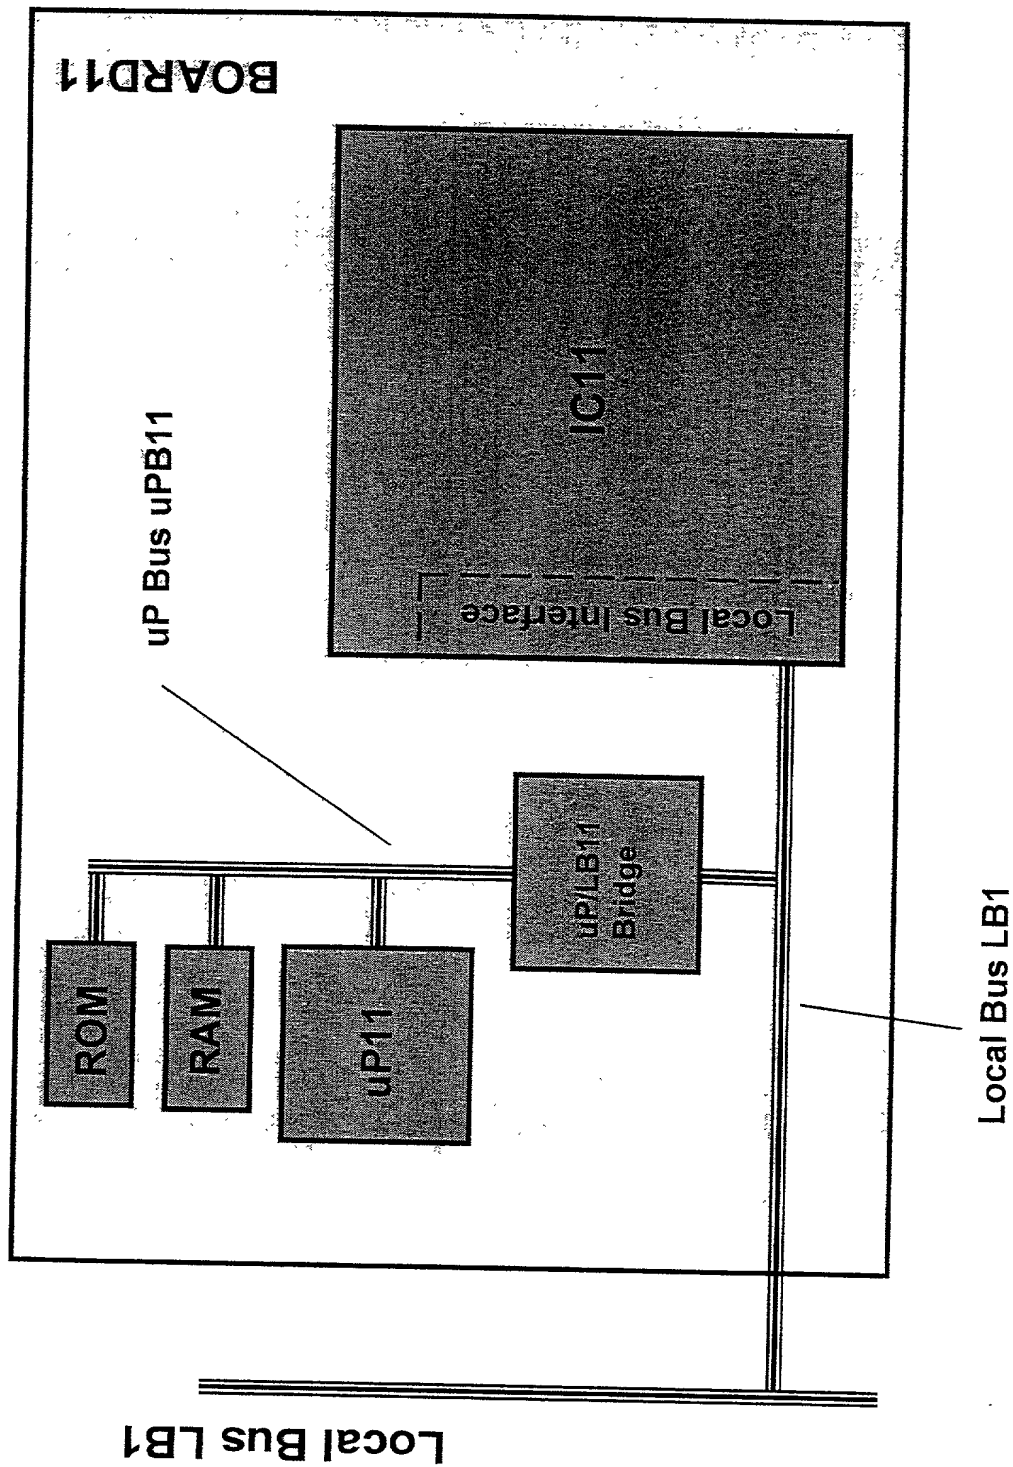 BOARD11
uP Bus uPB11
IC11
Local Bus Interface
ROM
RAM
uP11
uP/LB11
Bridge
Local Bus LB1
Local Bus LB1